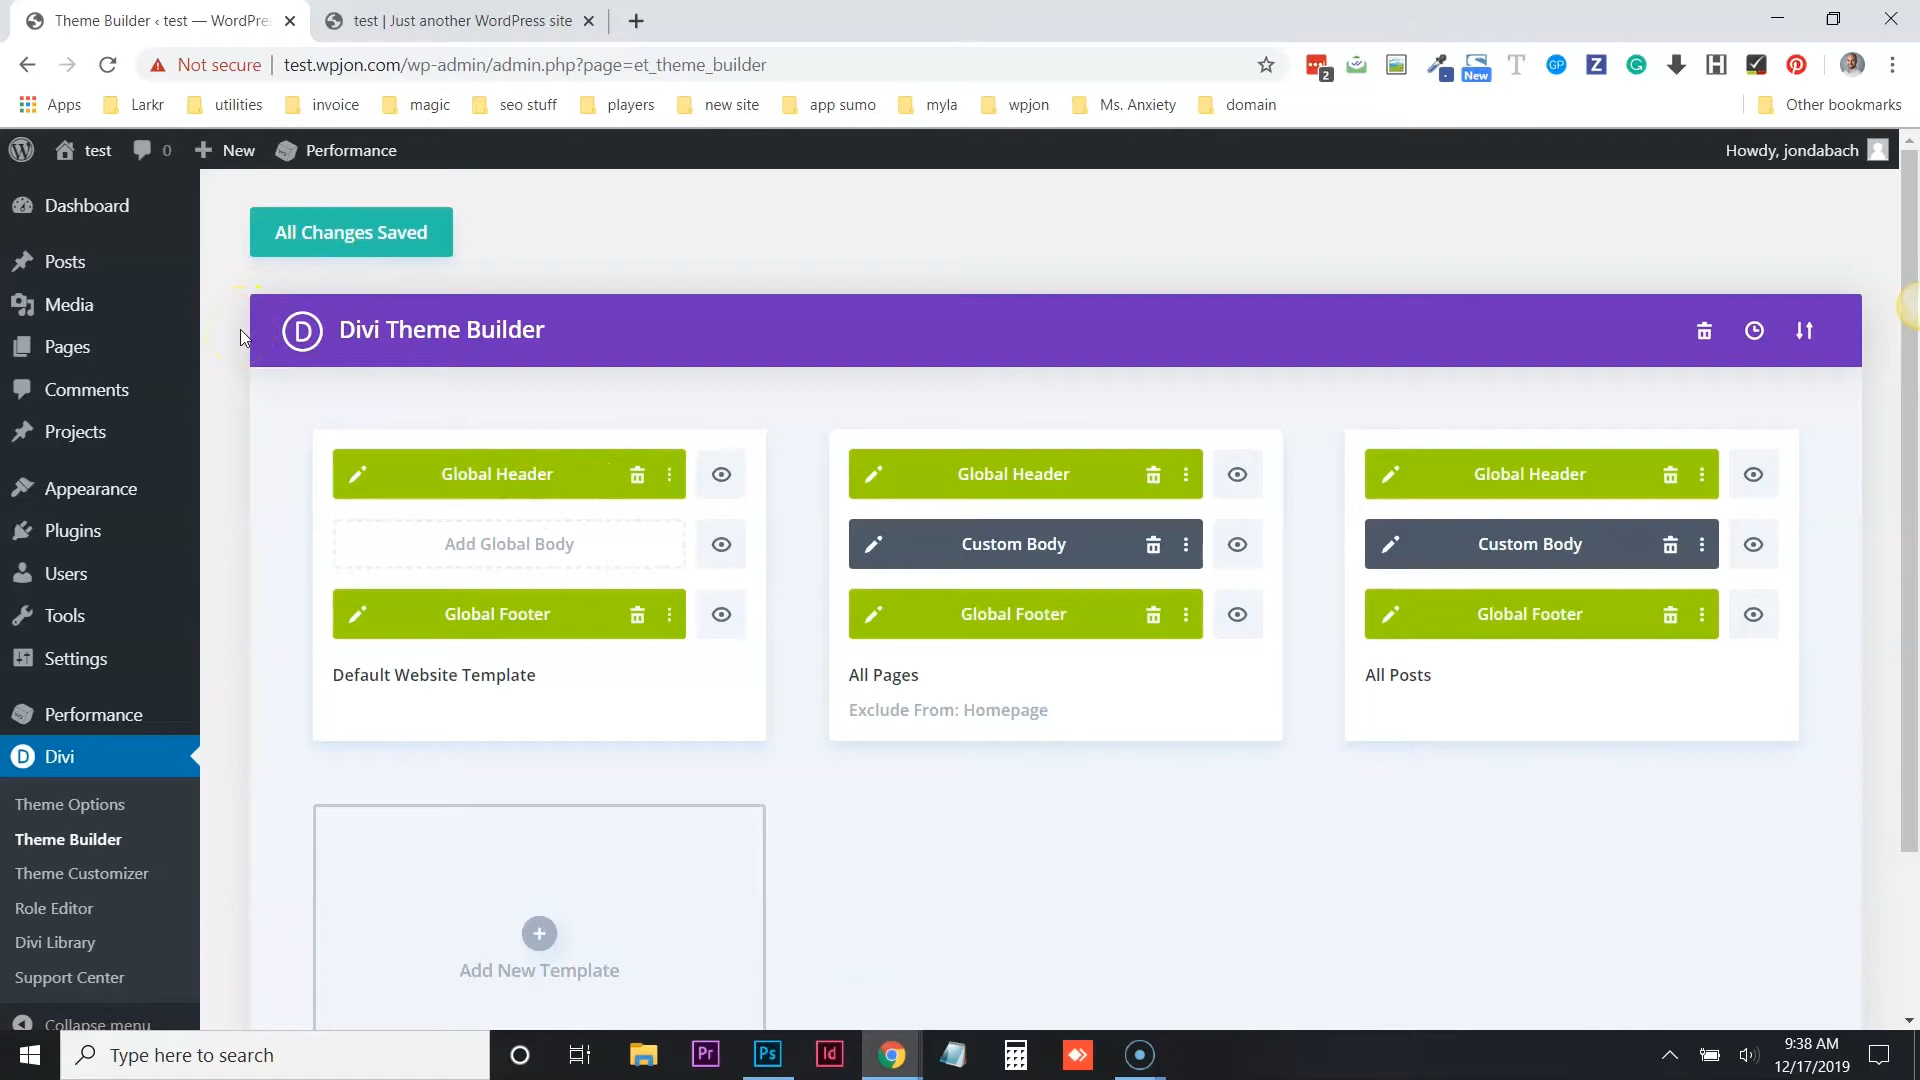 Theme Builder ‹ test — WordPre
test | Just another WordPress site
Not secure
test.wpjon.com/wp-admin/admin.php?page=et_theme_builder
2
New
T
GP
Z
G
H
Apps
Larkr
utilities
invoice
magic
seo stuff
players
new site
app sumo
myla
wpjon
Ms. Anxiety
domain
Other bookmarks
test
0
New
Performance
Howdy, jondabach
Dashboard
Posts
Media
Pages
Comments
Projects
Appearance
Plugins
Users
Tools
Settings
Performance
D
Divi
Theme Options
Theme Builder
Theme Customizer
Role Editor
Divi Library
Support Center
Collapse menu
All Changes Saved
D
Divi Theme Builder
Global Header
Add Global Body
Global Footer
Default Website Template
Global Header
Custom Body
Global Footer
All Pages
Exclude From: Homepage
Global Header
Custom Body
Global Footer
All Posts
Add New Template
Type here to search
Pr
Ps
Id
9:38 AM
12/17/2019